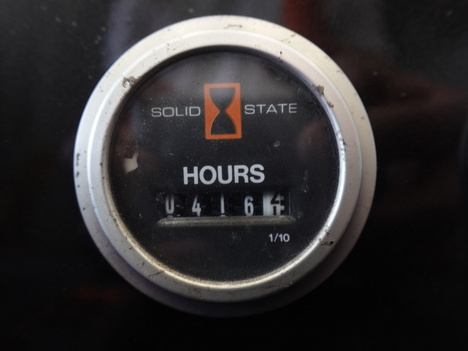 SOLID STATE
HOURS
0416
1/10